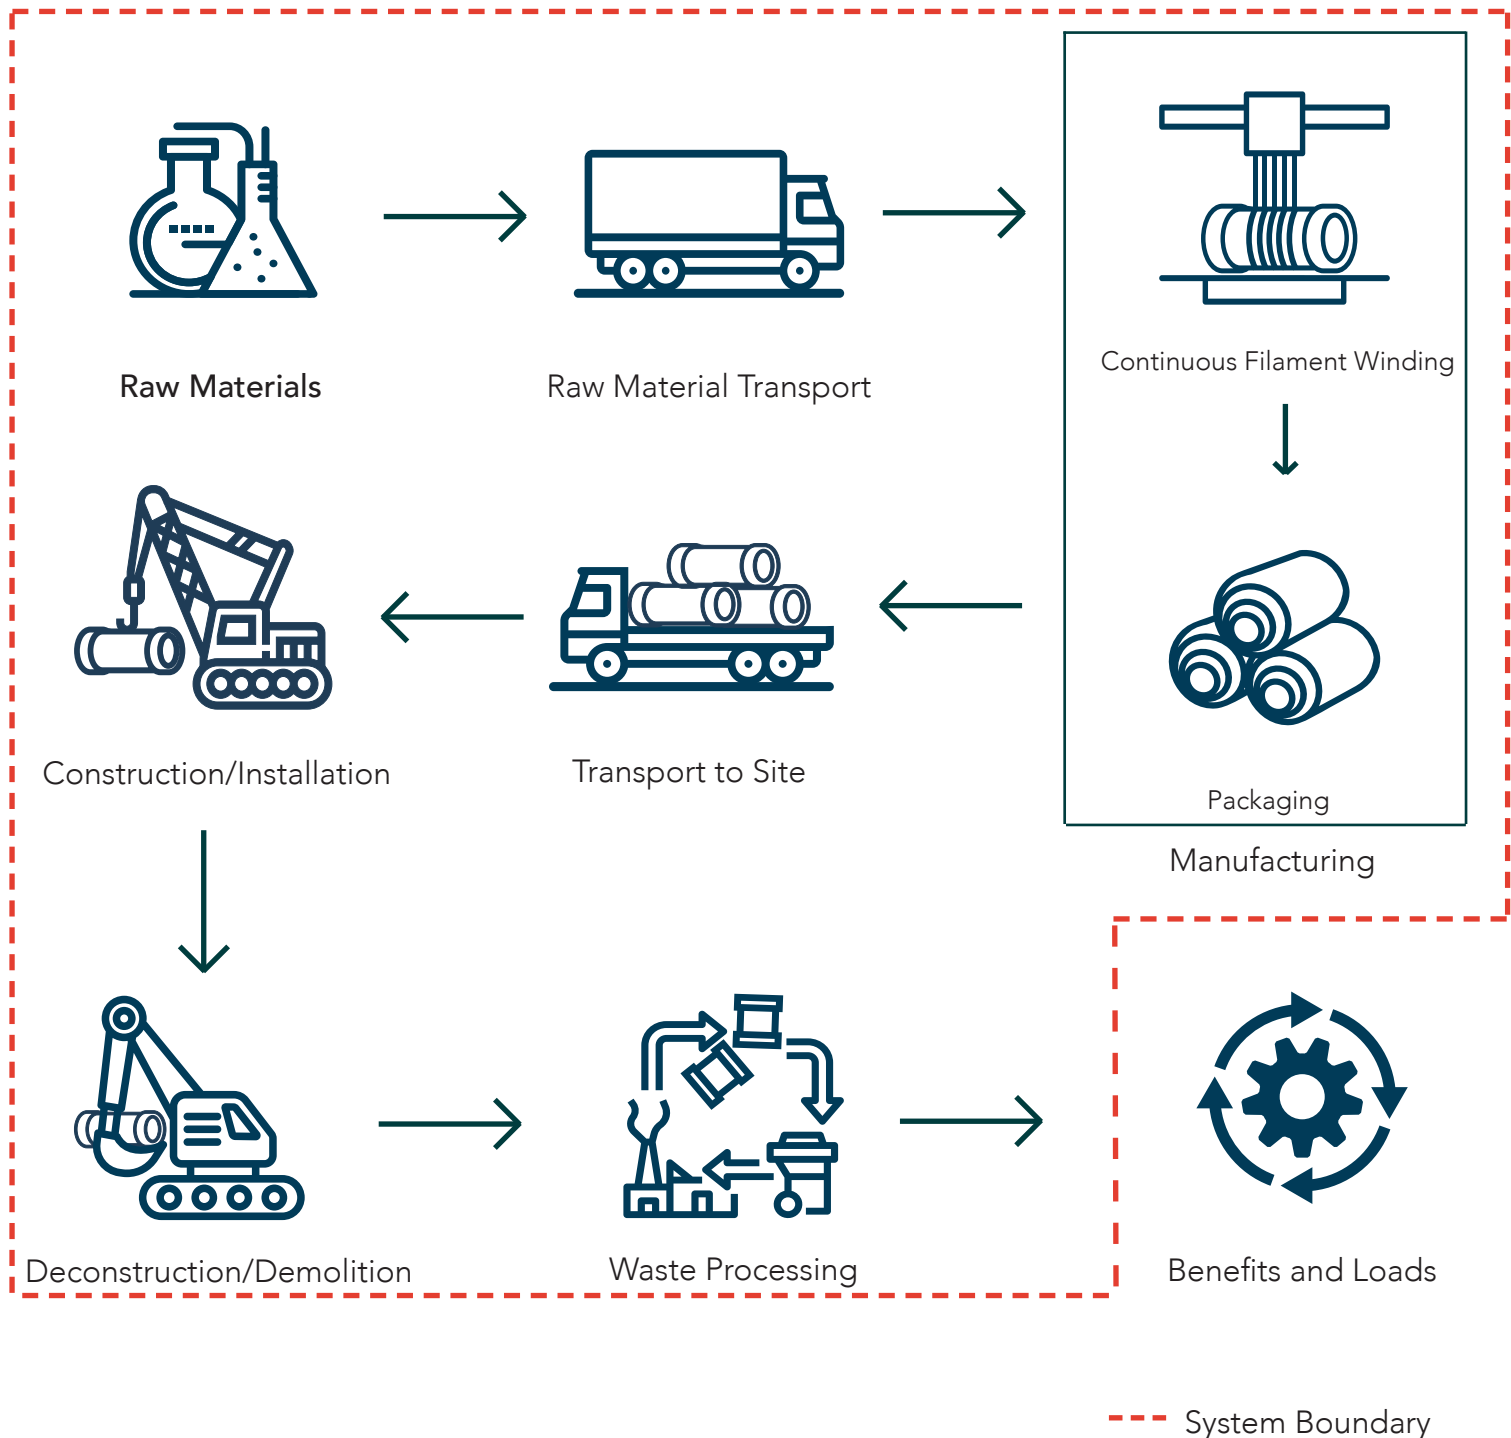 Raw Materials
Raw Material Transport
Continuous Filament Winding
Construction/Installation
Transport to Site
Packaging
Manufacturing
Deconstruction/Demolition
Waste Processing
Benefits and Loads
System Boundary